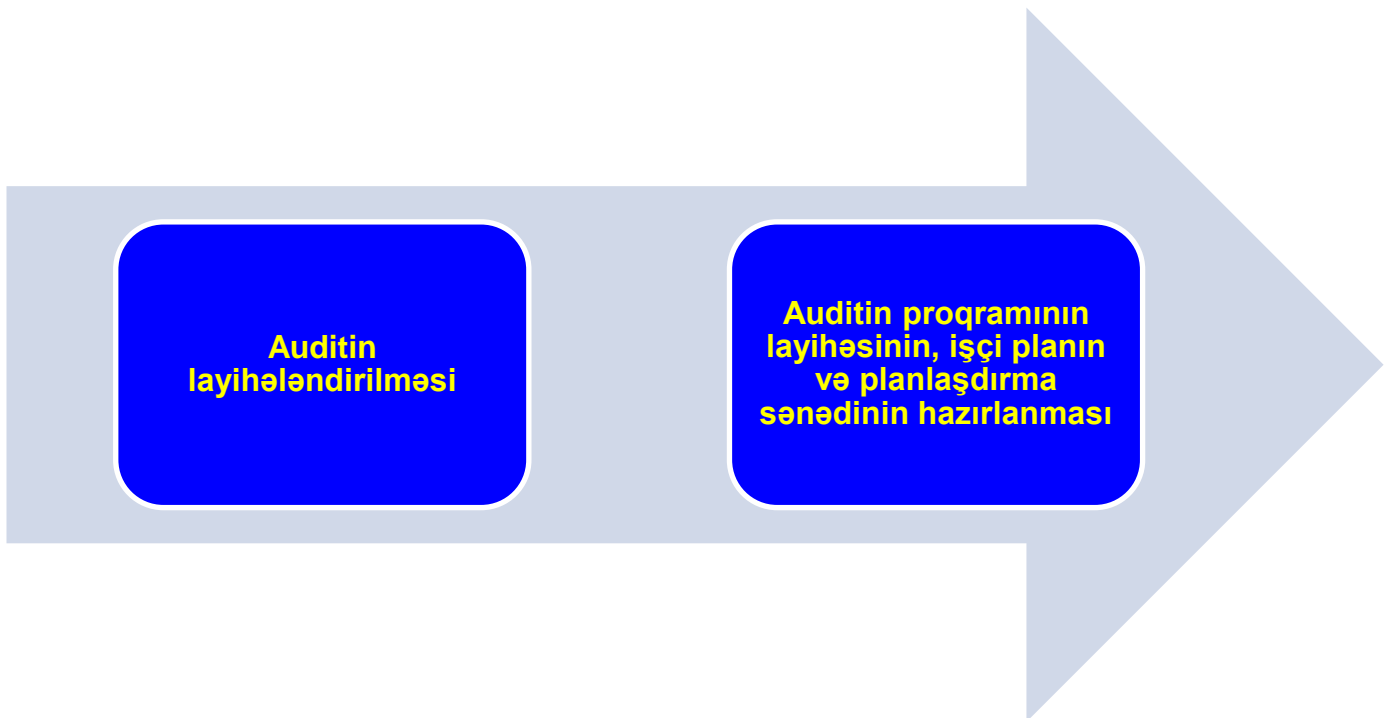 Auditin
layihələndirilməsi
Auditin proqramının
layihəsinin, işçi planın
və planlaşdırma
sənədinin hazırlanması